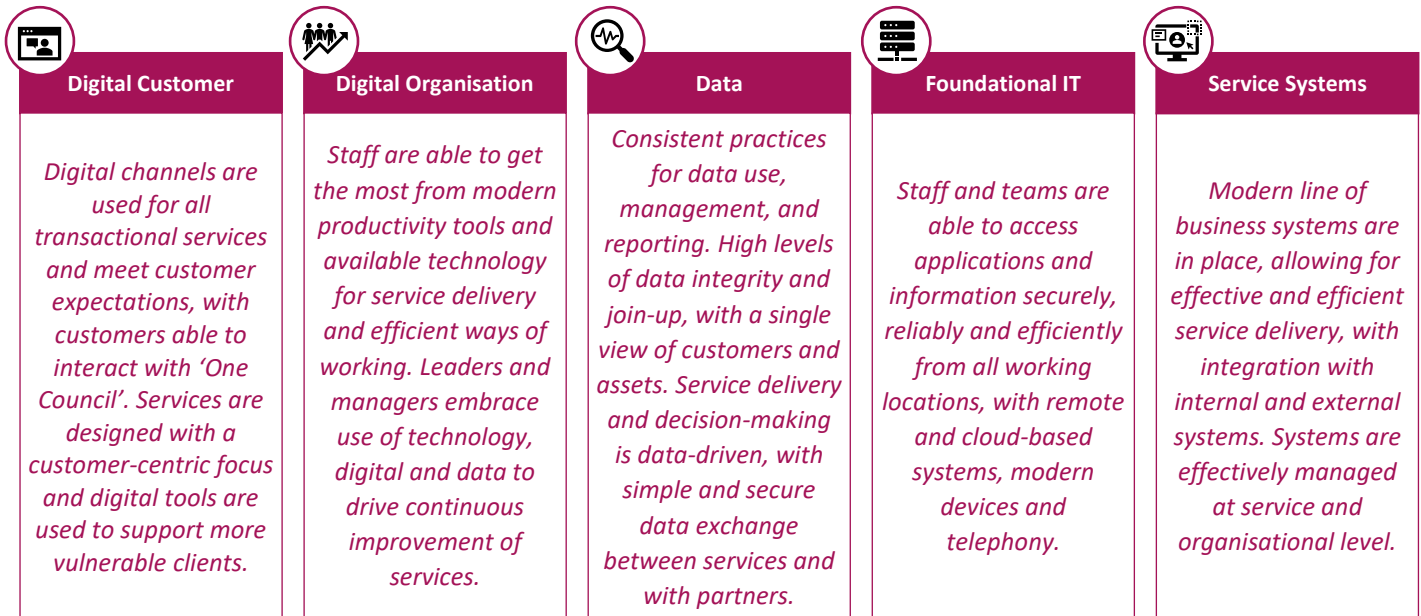 Digital Customer
Digital channels are
used for all
transactional services
and meet customer
expectations, with
customers able to
interact with ‘One
Council’. Services are
designed with a
customer-centric focus
and digital tools are
used to support more
vulnerable clients.
Digital Organisation
Staff are able to get
the most from modern
productivity tools and
available technology
for service delivery
and efficient ways of
working. Leaders and
managers embrace
use of technology,
digital and data to
drive continuous
improvement of
services.
Data
Consistent practices
for data use,
management, and
reporting. High levels
of data integrity and
join-up, with a single
view of customers and
assets. Service delivery
and decision-making
is data-driven, with
simple and secure
data exchange
between services and
with partners.
Foundational IT
Staff and teams are
able to access
applications and
information securely,
reliably and efficiently
from all working
locations, with remote
and cloud-based
systems, modern
devices and
telephony.
Service Systems
Modern line of
business systems are
in place, allowing for
effective and efficient
service delivery, with
integration with
internal and external
systems. Systems are
effectively managed
at service and
organisational level.